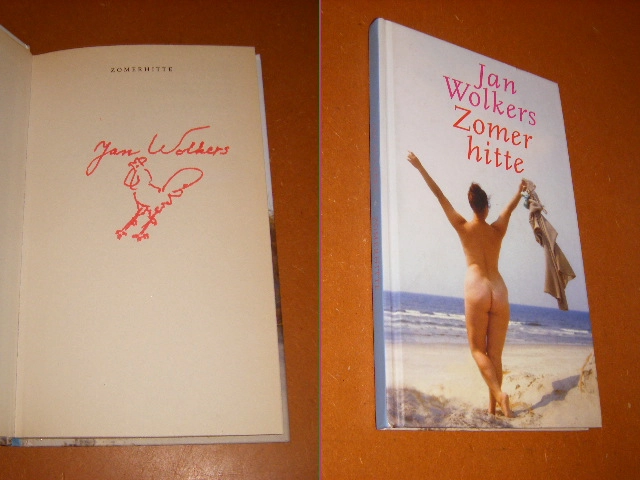 ZOMERHITTE
Jan Wolkers
Jan
Wolkers
Zomer
hitte